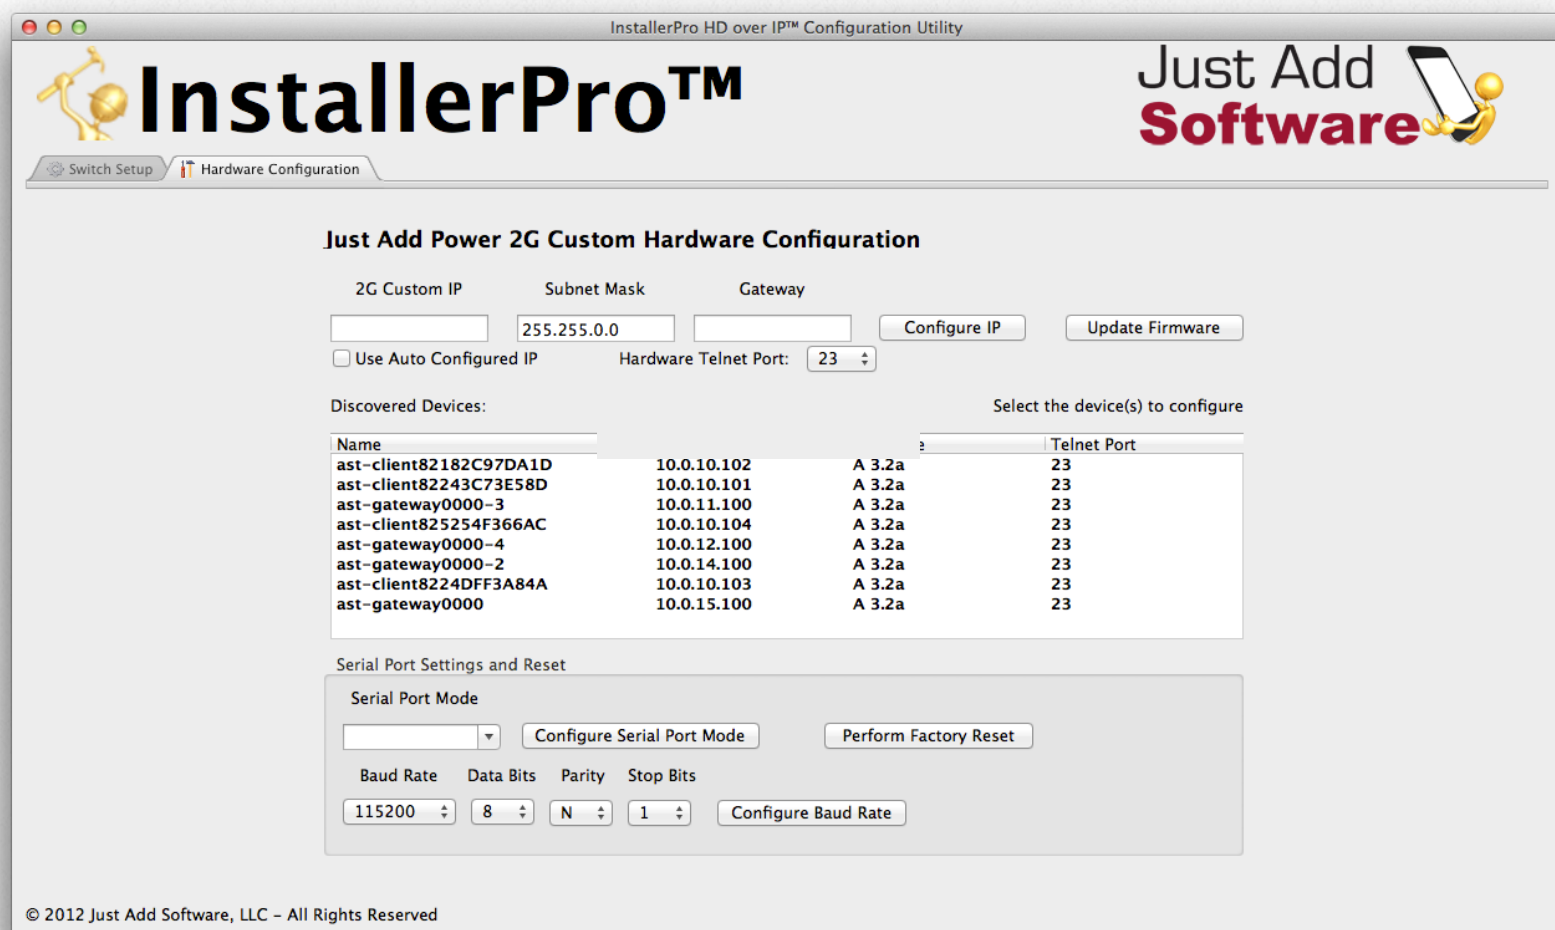 InstallerPro HD over IP™ Configuration Utility
InstallerPro™
Just Add
Software
Switch Setup Hardware Configuration
Just Add Power 2G Custom Hardware Configuration
2G Custom IP Subnet Mask Gateway
255.255.0.0 Configure IP Update Firmware
Use Auto Configured IP Hardware Telnet Port: 23
Discovered Devices: Select the device(s) to configure
Name Telnet Port
ast-client82182C97DA1D 10.0.10.102 A 3.2a 23
ast-client82243C73E58D 10.0.10.101 A 3.2a 23
ast-gateway0000-3 10.0.11.100 A 3.2a 23
ast-client825254F366AC 10.0.10.104 A 3.2a 23
ast-gateway0000-4 10.0.12.100 A 3.2a 23
ast-gateway0000-2 10.0.14.100 A 3.2a 23
ast-client8224DFF3A84A 10.0.10.103 A 3.2a 23
ast-gateway0000 10.0.15.100 A 3.2a 23
Serial Port Settings and Reset
Serial Port Mode
Configure Serial Port Mode Perform Factory Reset
Baud Rate Data Bits Parity Stop Bits
115200 8 N 1 Configure Baud Rate
© 2012 Just Add Software, LLC - All Rights Reserved